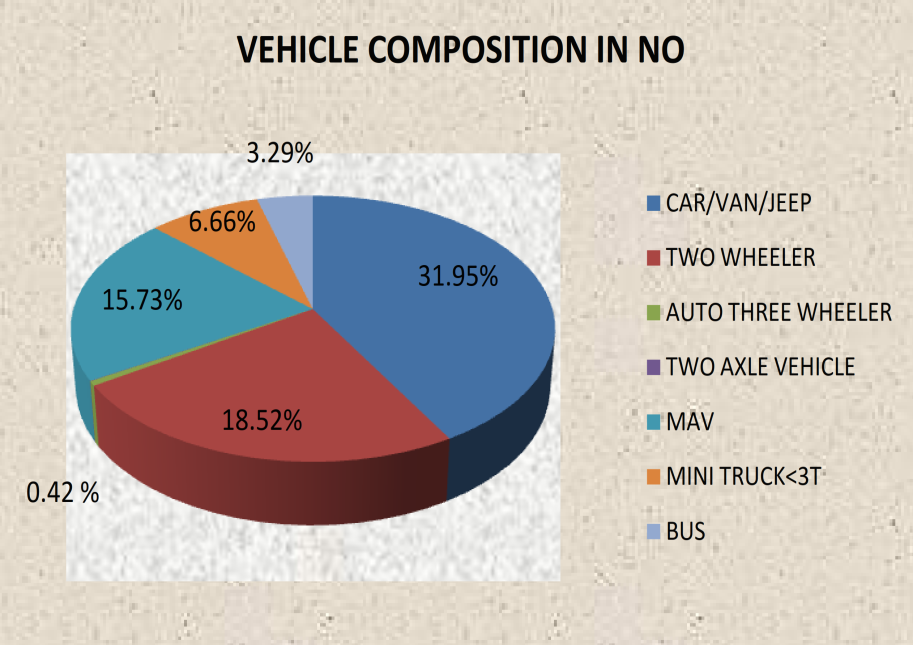 VEHICLE COMPOSITION IN NO
3.29%
6.66%
31.95%
15.73%
18.52%
0.42 %
CAR/VAN/JEEP
TWO WHEELER
AUTO THREE WHEELER
TWO AXLE VEHICLE
MAV
MINI TRUCK<3T
BUS